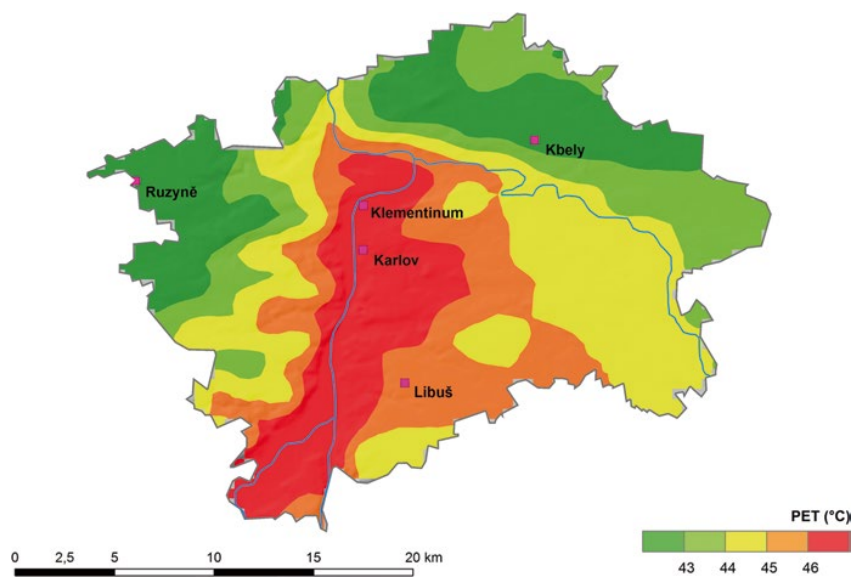 Kbely
Ruzyně
Klementinum
Karlov
Libuš
PET (°C)
43 44 45 46
0 2,5 5 10 15 20 km